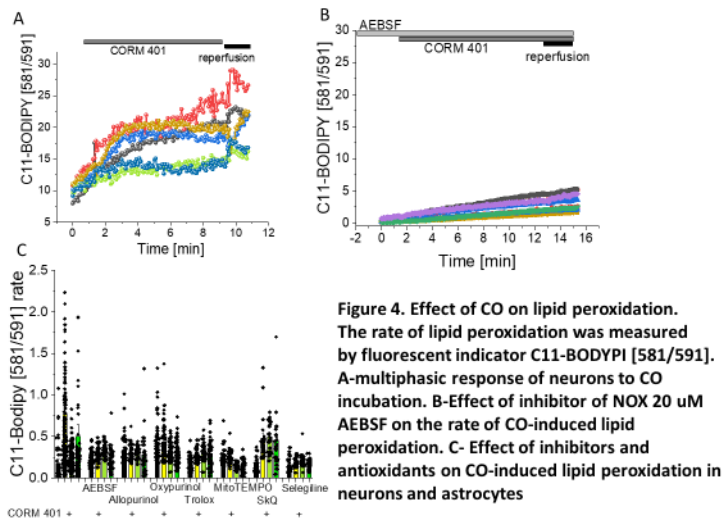 A
CORM 401
reperfusion
C11-BODIPY [581/591]
30
25
20
15
10
5
0 2 4 6 8 10 12
Time [min]
B
AEBSF
CORM 401
reperfusion
C11-BODIPY [581/591]
30
25
20
15
10
5
0
-2 0 2 4 6 8 10 12 14 16
Time [min]
C
C11-Bodipy [581/591] rate
2.5
2.0
1.5
1.0
0.5
0.0
AEBSF Oxypurinol MitoTEMPO Selegiline
Allopurinol Trolox SkQ
CORM 401 + + + + + + + +
Figure 4. Effect of CO on lipid peroxidation.
The rate of lipid peroxidation was measured
by fluorescent indicator C11-BODYPI [581/591].
A-multiphasic response of neurons to CO
incubation. B-Effect of inhibitor of NOX 20 uM
AEBSF on the rate of CO-induced lipid
peroxidation. C- Effect of inhibitors and
antioxidants on CO-induced lipid peroxidation in
neurons and astrocytes